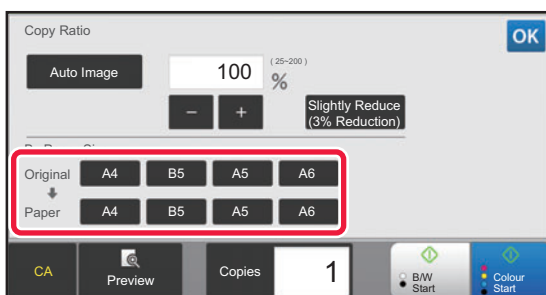 Copy Ratio
OK
Auto Image
100
( 25~200 )
%
−
+
Slightly Reduce
(3% Reduction)
Original
A4
B5
A5
A6
Paper
A4
B5
A5
A6
CA
Preview
Copies
1
B/W
Start
Colour
Start